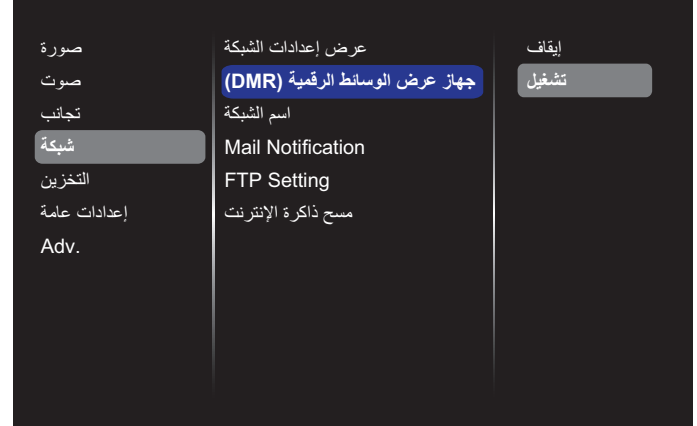 صورة
صوت
تجانب
شبكة
التخزين
إعدادات عامة
Adv.
عرض إعدادات الشبكة
جهاز عرض الوسائط الرقمية (DMR)
اسم الشبكة
Mail Notification
FTP Setting
مسح ذاكرة الإنترنت
إيقاف
تشغيل